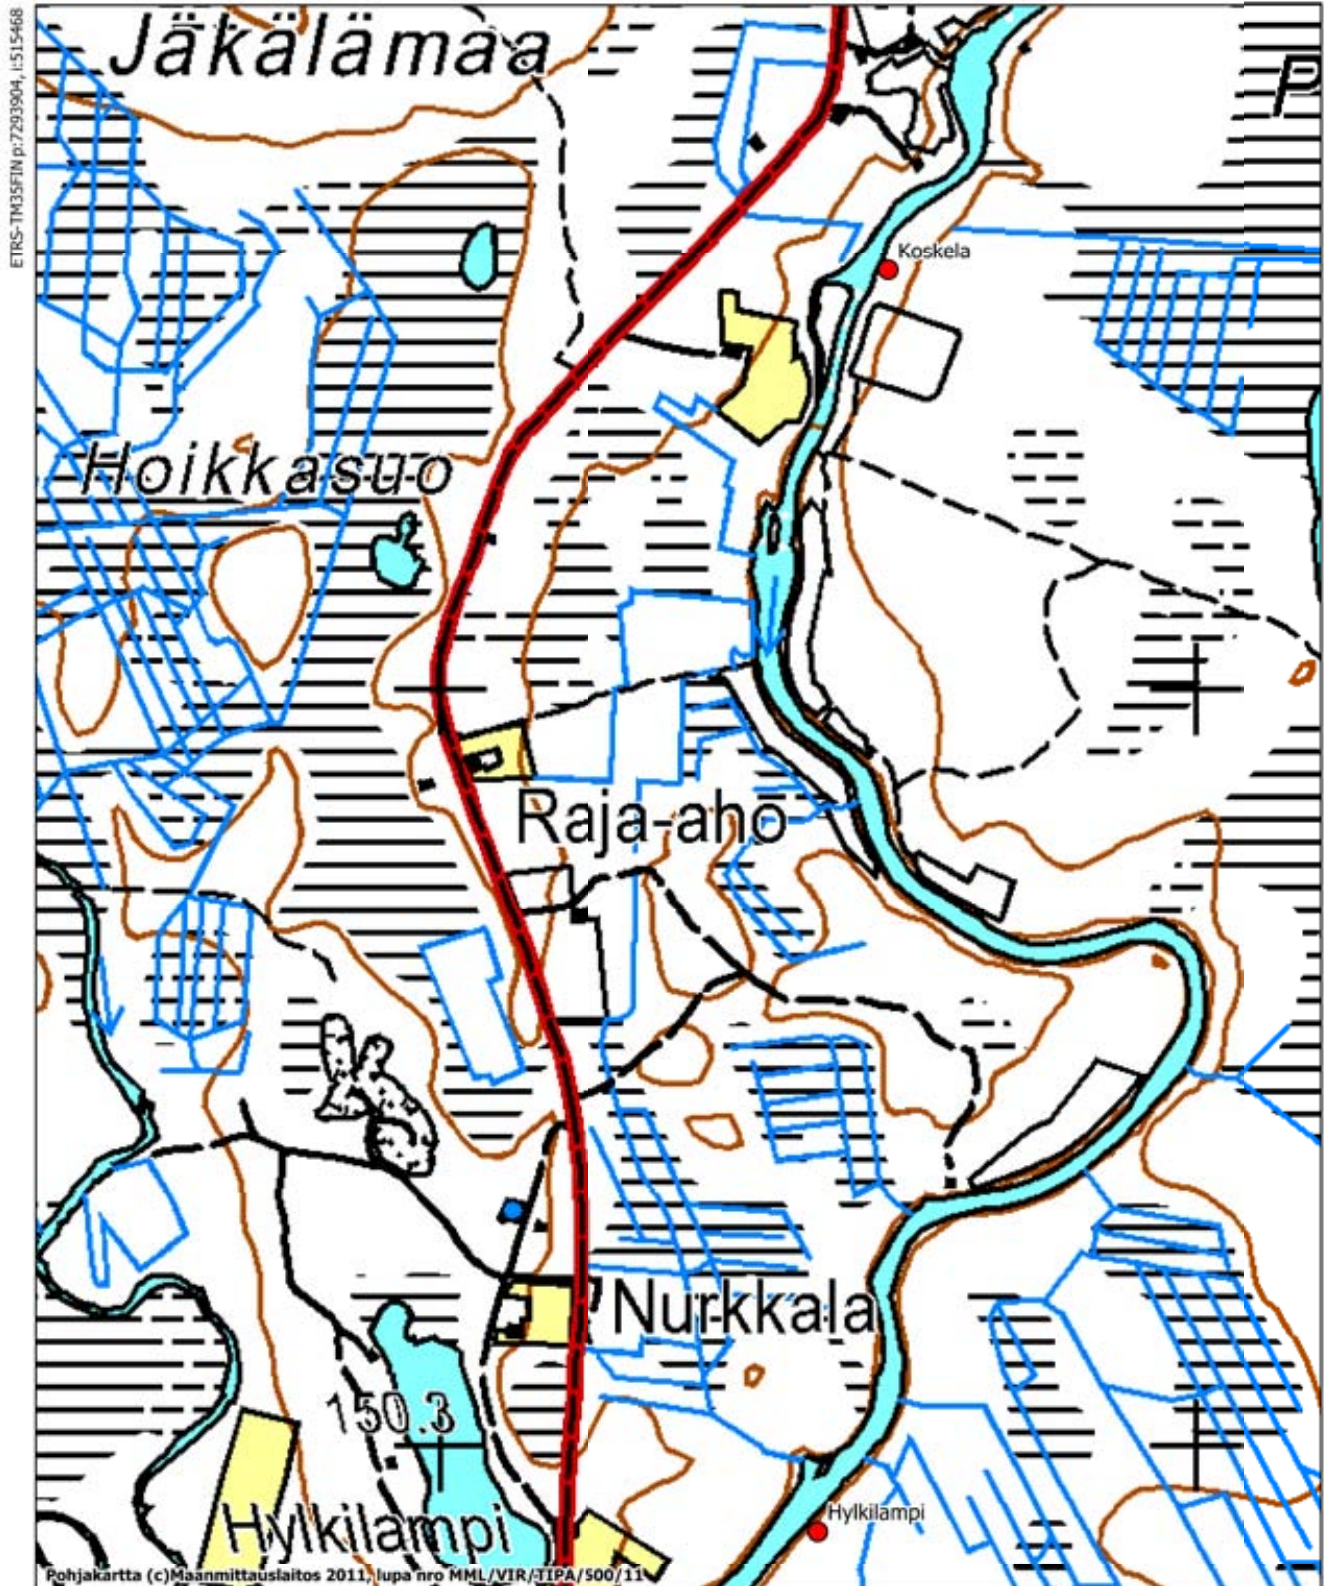 ETRS-TM35FIN p:7293904, i:515468
Jäkälämaa
P
Koskela
Hoikkasuo
Raja-aho
Nurkkala
150.3
Hylkilampi
Hylkilampi
Pohjakartta (c)Maanmittauslaitos 2011, lupa nro MML/VIR/TIPA/500/11